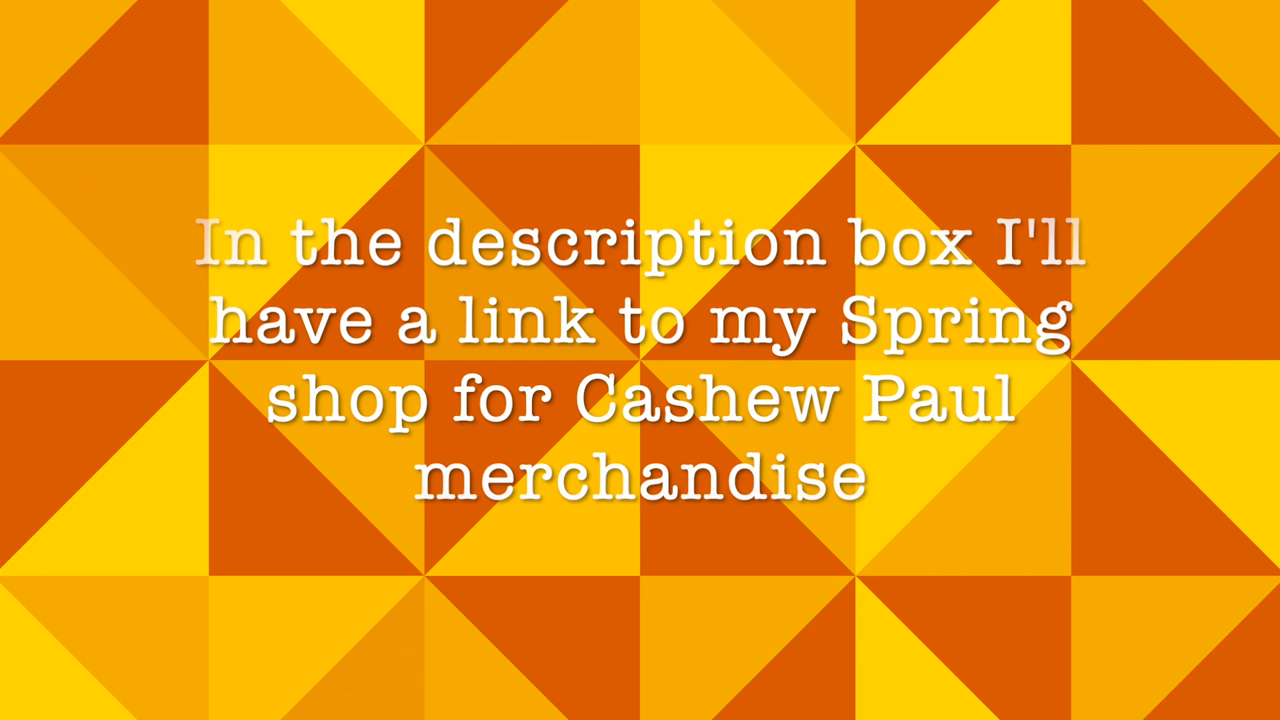 In the description box I'll
have a link to my Spring
shop for Cashew Paul
merchandise